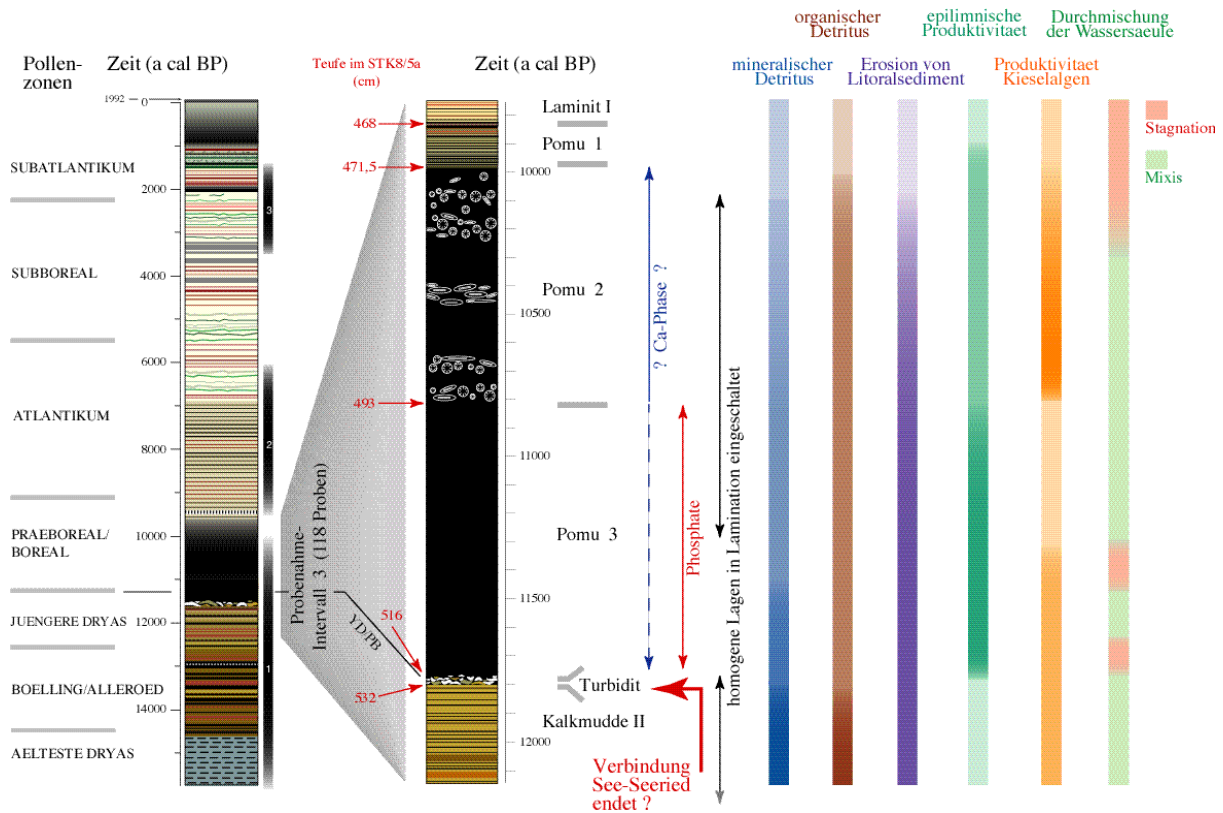 organischer
Detritus
epilimnische
Produktivitaet
Durchmischung
der Wassersaeule
Pollen-
zonen
Zeit (a cal BP)
Teufe im STK8/5a
(cm)
Zeit (a cal BP)
mineralischer
Detritus
Erosion von
Litoralsediment
Produktivitaet
Kieselalgen
1992
0
2000
4000
6000
8000
10000
12000
14000
SUBATLANTIKUM
SUBBOREAL
ATLANTIKUM
PRAEBOREAL/
BOREAL
JUENGERE DRYAS
BOELLING/ALLEROED
AELTESTE DRYAS
3
2
1
Probenahme-
Intervall 3 (118 Proben)
YD/PB
468
471,5
493
516
532
Laminit I
Pomu 1
10000
Pomu 2
10500
11000
Pomu 3
11500
Turbidit
Kalkmudde II
12000
? Ca-Phase ?
Phosphate
homogene Lagen in Lamination eingeschaltet
Verbindung
See-Seeried
endet ?
Stagnation
Mixis